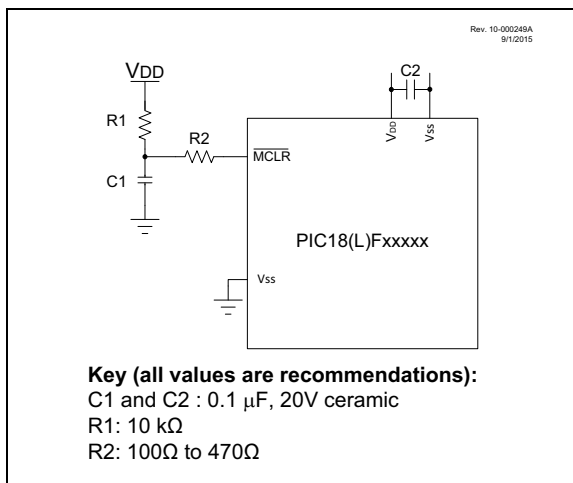 Rev. 10-000249A
9/1/2015
VDD
C2
R1
R2
VDD
Vss
MCLR
C1
PIC18(L)Fxxxxx
Vss
Key (all values are recommendations):
C1 and C2 : 0.1 μF, 20V ceramic
R1: 10 kΩ
R2: 100Ω to 470Ω